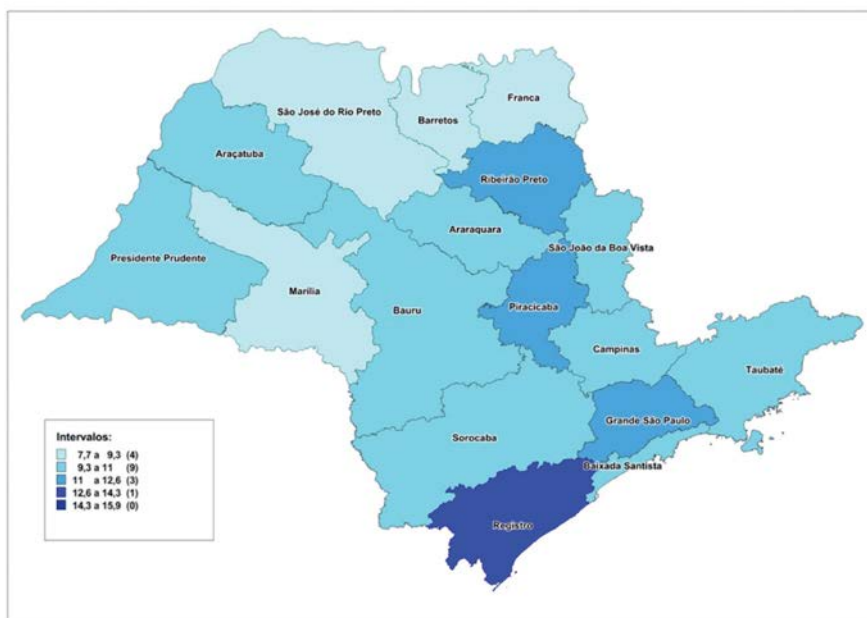 Franca
São José do Rio Preto
Barretos
Araçatuba
Ribeirão Preto
Araraquara
São João da Boa Vista
Presidente Prudente
Marília
Bauru
Piracicaba
Campinas
Taubaté
Grande São Paulo
Sorocaba
Baixada Santista
Registro
Intervalos:
7,7 a 9,3 (4)
9,3 a 11 (9)
11 a 12,6 (3)
12,6 a 14,3 (1)
14,3 a 15,9 (0)